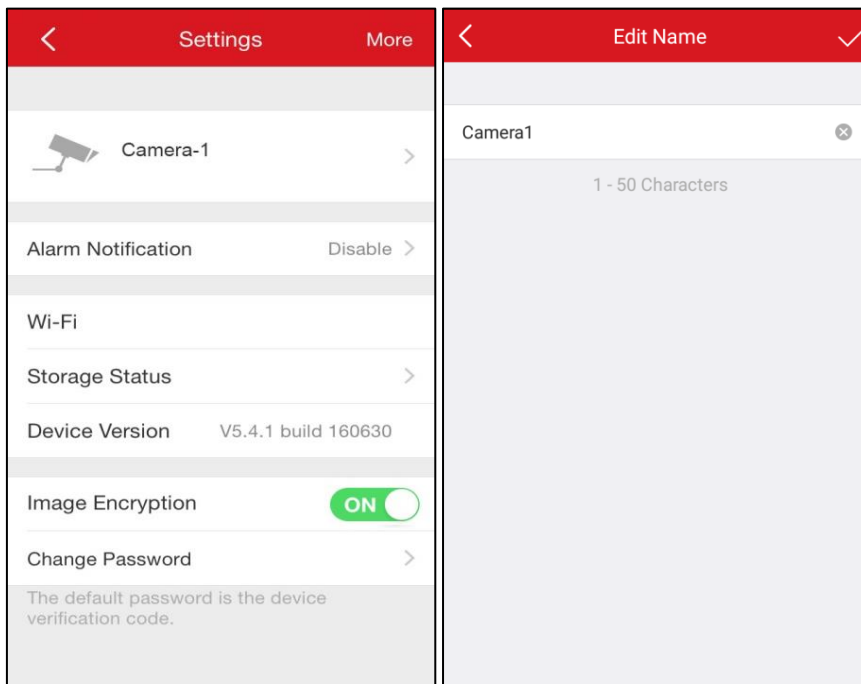 Settings
More
Camera-1
Alarm Notification
Disable
Wi-Fi
Storage Status
Device Version
V5.4.1 build 160630
Image Encryption
ON
Change Password
The default password is the device
verification code.
Edit Name
Camera1
1 - 50 Characters